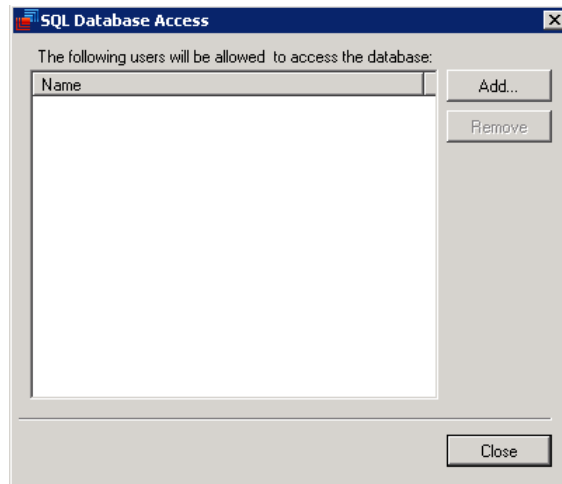 SQL Database Access
The following users will be allowed to access the database:
Name
Add...
Remove
Close